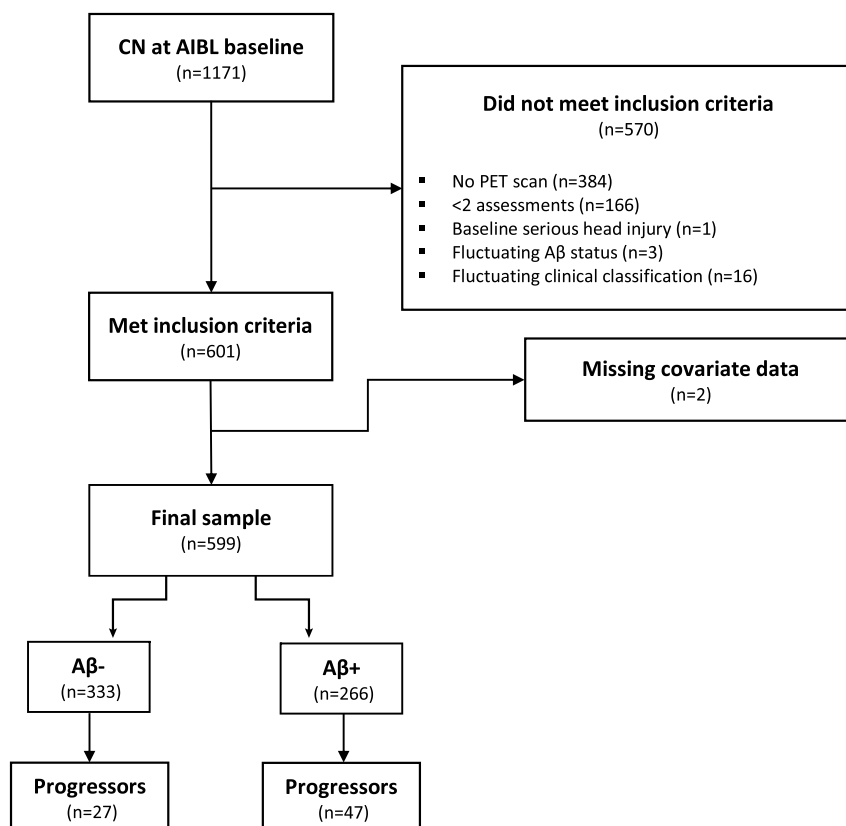 CN at AIBL baseline
(n=1171)
Did not meet inclusion criteria
(n=570)
▪ No PET scan (n=384)
▪ <2 assessments (n=166)
▪ Baseline serious head injury (n=1)
▪ Fluctuating Aβ status (n=3)
▪ Fluctuating clinical classification (n=16)
Met inclusion criteria
(n=601)
Missing covariate data
(n=2)
Final sample
(n=599)
Aβ-
(n=333)
Aβ+
(n=266)
Progressors
(n=27)
Progressors
(n=47)